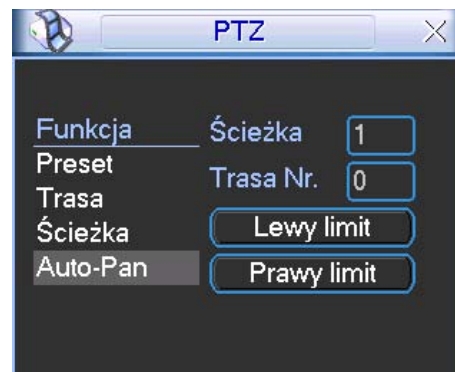 PTZ
Funkcja
Preset
Trasa
Ścieżka
Auto-Pan
Ścieżka 1
Trasa Nr. 0
Lewy limit
Prawy limit